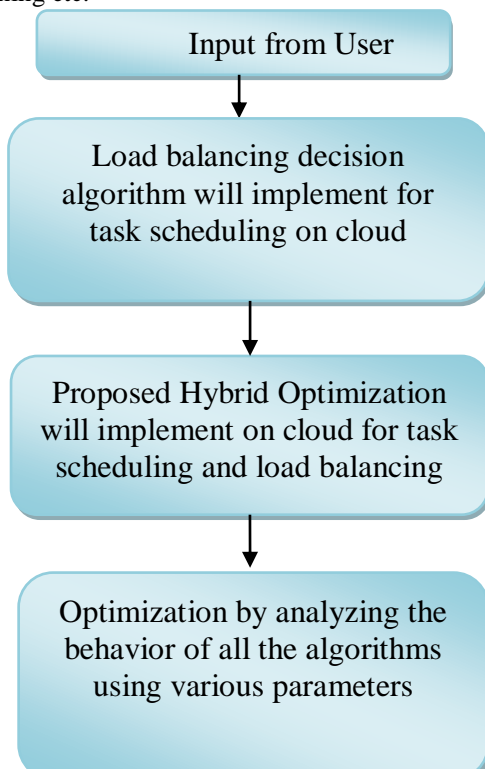 etc.
Input from User
Load balancing decision
algorithm will implement for
task scheduling on cloud
Proposed Hybrid Optimization
will implement on cloud for task
scheduling and load balancing
Optimization by analyzing the
behavior of all the algorithms
using various parameters